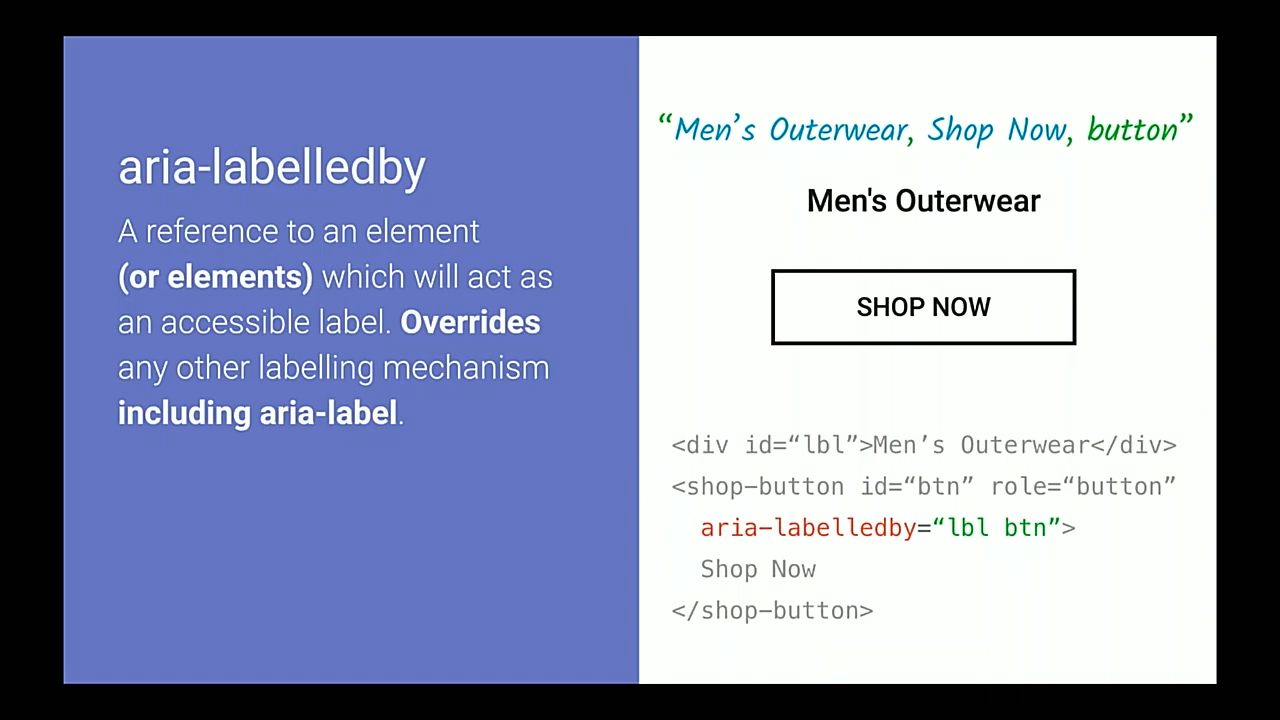 aria-labelledby
A reference to an element
(or elements) which will act as
an accessible label. Overrides
any other labelling mechanism
including aria-label.
“Men’s Outerwear, Shop Now, button”
Men's Outerwear
SHOP NOW
<div id=“lbl”>Men’s Outerwear</div>
<shop-button id=“btn” role=“button”
aria-labelledby=“lbl btn”>
Shop Now
</shop-button>